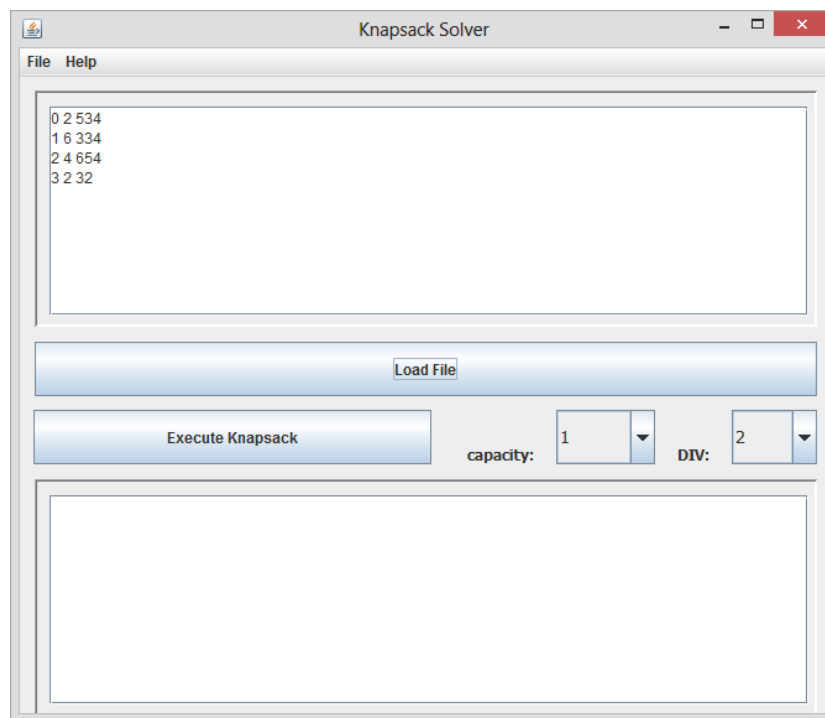 Knapsack Solver
File Help
0 2 534
1 6 334
2 4 654
3 2 32
Load File
Execute Knapsack capacity: 1 DIV: 2